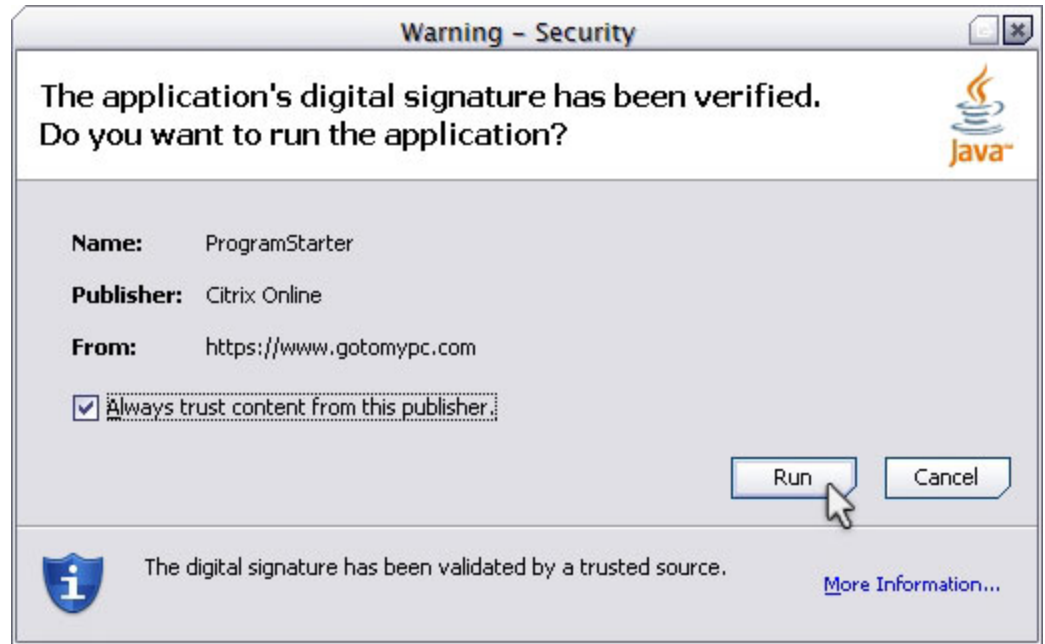 Warning – Security
The application's digital signature has been verified.
Do you want to run the application?
Java™
Name: ProgramStarter
Publisher: Citrix Online
From: https://www.gotomypc.com
Always trust content from this publisher.
Run Cancel
The digital signature has been validated by a trusted source.
More Information...